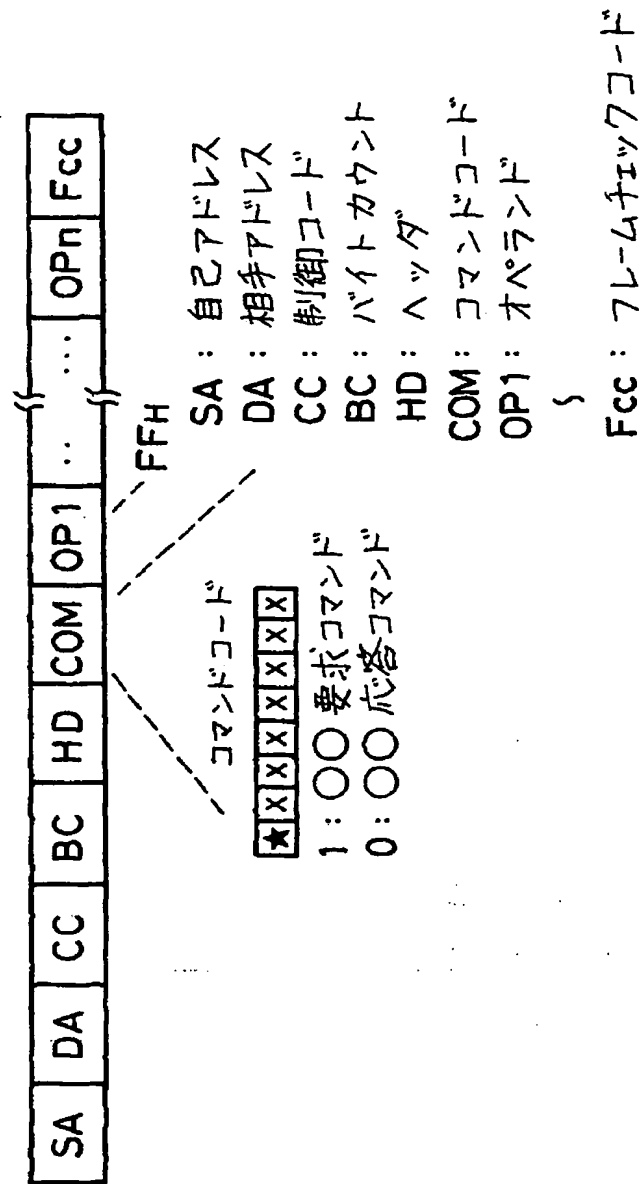 SA DA CC BC HD COM OP1 ‥ … OPn Fcc
FFH
コマンドコード
★ X X X X X X X
1：○○要求コマンド
0：○○応答コマンド
SA：自己アドレス
DA：相手アドレス
CC：制御コード
BC：バイトカウント
HD：ヘッダ
COM：コマンドコード
OP1：オペランド
〜
Fcc：フレームチェックコード